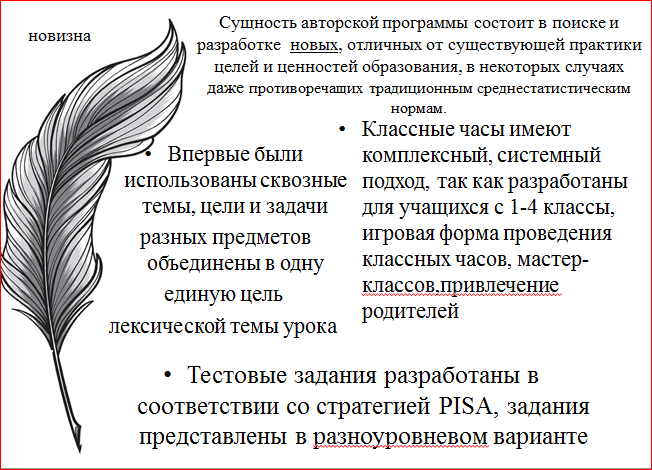 новизна
Сущность авторской программы состоит в поиске и
разработке новых, отличных от существующей практики
целей и ценностей образования, в некоторых случаях
даже противоречащих традиционным среднестатистическим
нормам.
• Впервые были
использованы сквозные
темы, цели и задачи
разных предметов
объединены в одну
единую цель
лексической темы урока
• Классные часы имеют
комплексный, системный
подход, так как разработаны
для учащихся с 1-4 классы,
игровая форма проведения
классных часов, мастер-
классов,привлечение
родителей
• Тестовые задания разработаны в
соответствии со стратегией PISA, задания
представлены в разноуровневом варианте